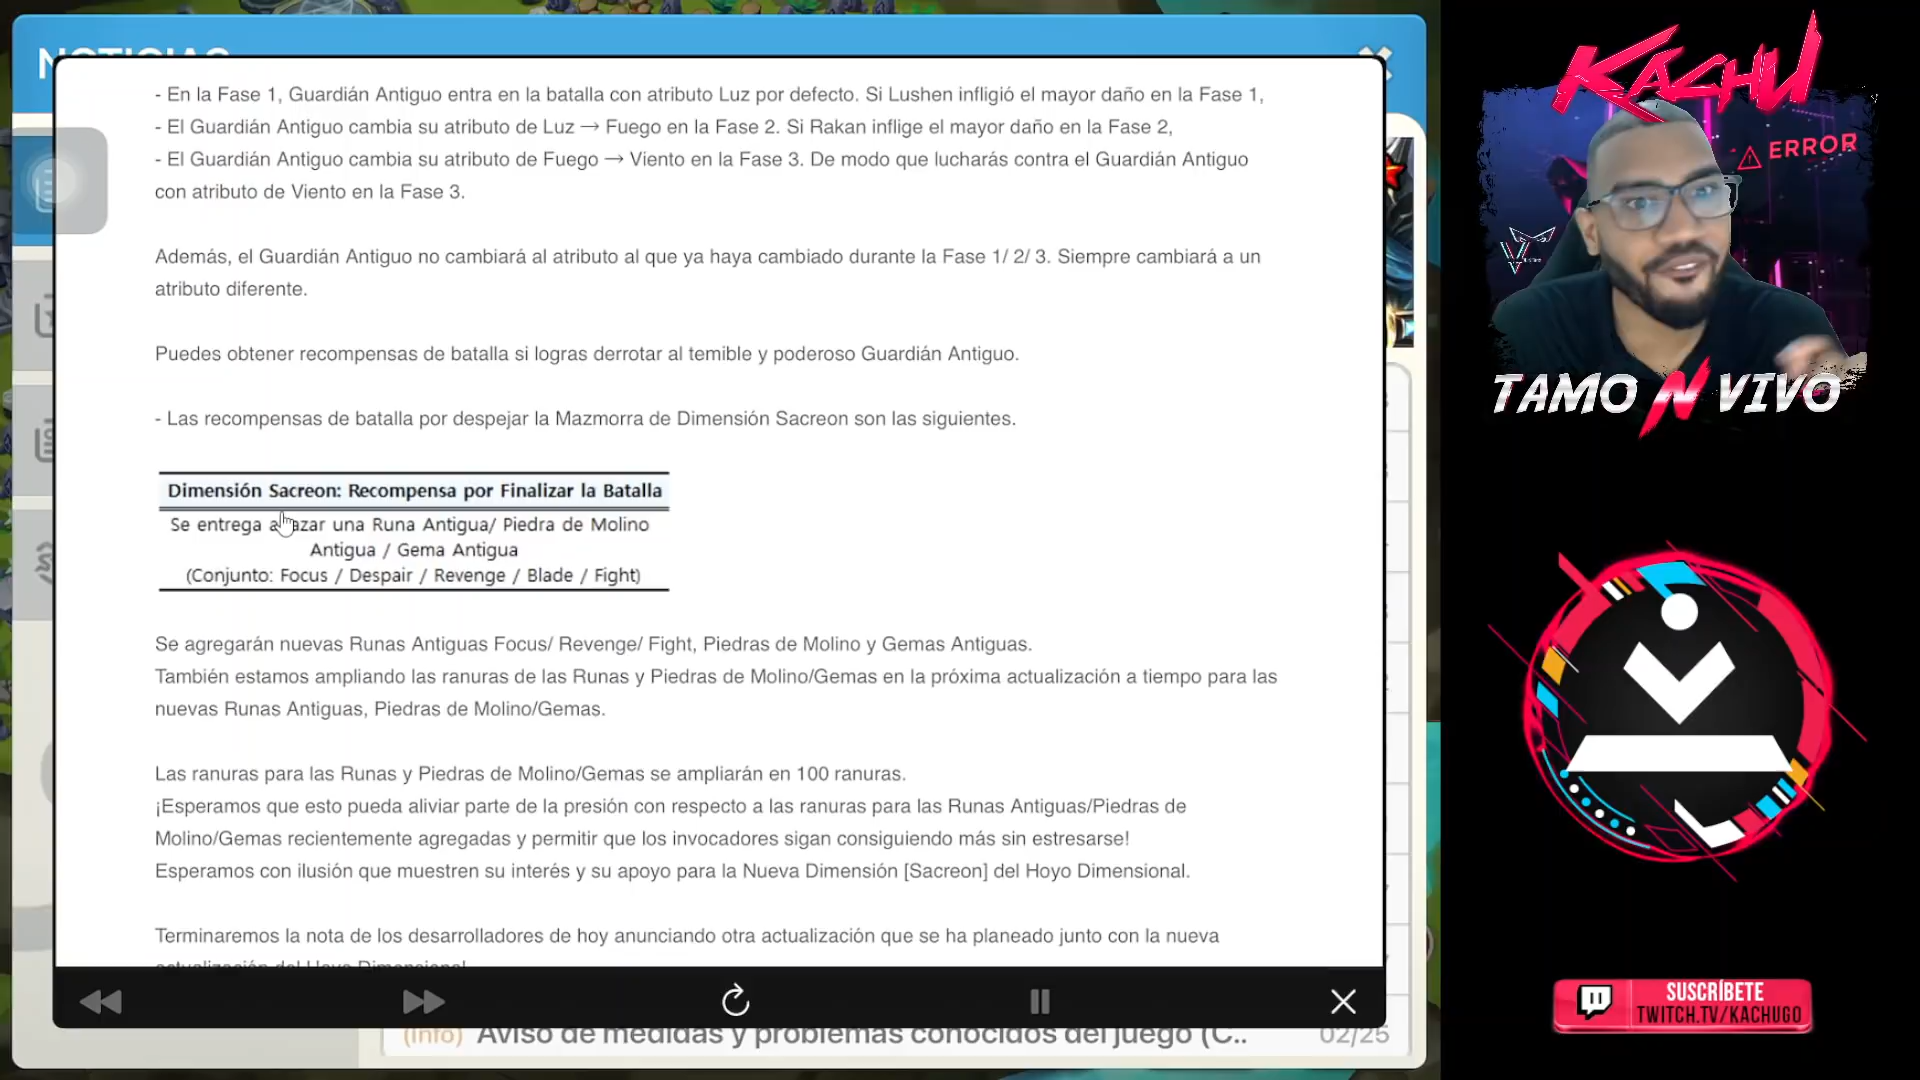 NOTICIAS
- En la Fase 1, Guardián Antiguo entra en la batalla con atributo Luz por defecto. Si Lushen infligió el mayor daño en la Fase 1,
- El Guardián Antiguo cambia su atributo de Luz → Fuego en la Fase 2. Si Rakan inflige el mayor daño en la Fase 2,
- El Guardián Antiguo cambia su atributo de Fuego → Viento en la Fase 3. De modo que lucharás contra el Guardián Antiguo
con atributo de Viento en la Fase 3.
Además, el Guardián Antiguo no cambiará al atributo al que ya haya cambiado durante la Fase 1/ 2/ 3. Siempre cambiará a un
atributo diferente.
Puedes obtener recompensas de batalla si logras derrotar al temible y poderoso Guardián Antiguo.
- Las recompensas de batalla por despejar la Mazmorra de Dimensión Sacreon son las siguientes.
Dimensión Sacreon: Recompensa por Finalizar la Batalla
Se entrega al azar una Runa Antigua/ Piedra de Molino
Antigua / Gema Antigua
(Conjunto: Focus / Despair / Revenge / Blade / Fight)
Se agregarán nuevas Runas Antiguas Focus/ Revenge/ Fight, Piedras de Molino y Gemas Antiguas.
También estamos ampliando las ranuras de las Runas y Piedras de Molino/Gemas en la próxima actualización a tiempo para las
nuevas Runas Antiguas, Piedras de Molino/Gemas.
Las ranuras para las Runas y Piedras de Molino/Gemas se ampliarán en 100 ranuras.
¡Esperamos que esto pueda aliviar parte de la presión con respecto a las ranuras para las Runas Antiguas/Piedras de
Molino/Gemas recientemente agregadas y permitir que los invocadores sigan consiguiendo más sin estresarse!
Esperamos con ilusión que muestren su interés y su apoyo para la Nueva Dimensión [Sacreon] del Hoyo Dimensional.
Terminaremos la nota de los desarrolladores de hoy anunciando otra actualización que se ha planeado junto con la nueva
actualización del Hoyo Dimensional
(Info) Aviso de medidas y problemas conocidos del juego (C.. 02/25
KACHU
ERROR
TAMO N VIVO
SUSCRÍBETE
TWITCH.TV/KACHUGO